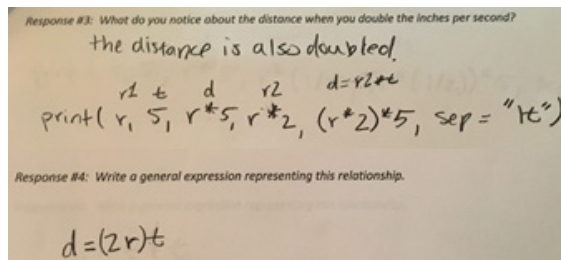 Response #3: What do you notice about the distance when you double the inches per second?
the distance is also doubled.
r1 t d r2 d=r2*t
print( r, 5, r*5, r*2, (r*2)*5, sep = "\t")
Response #4: Write a general expression representing this relationship.
d=(2r)t